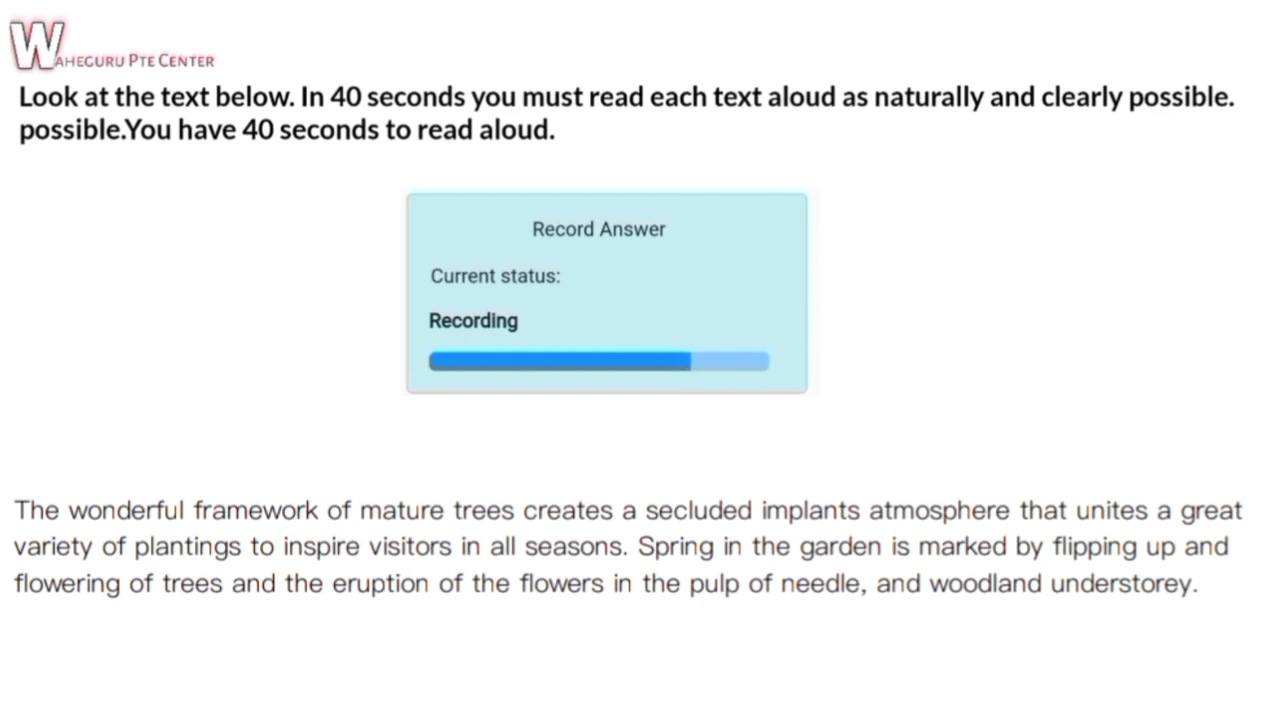 WAHEGURU PTE CENTER
Look at the text below. In 40 seconds you must read each text aloud as naturally and clearly possible.
possible.You have 40 seconds to read aloud.
Record Answer
Current status:
Recording
The wonderful framework of mature trees creates a secluded implants atmosphere that unites a great
variety of plantings to inspire visitors in all seasons. Spring in the garden is marked by flipping up and
flowering of trees and the eruption of the flowers in the pulp of needle, and woodland understorey.